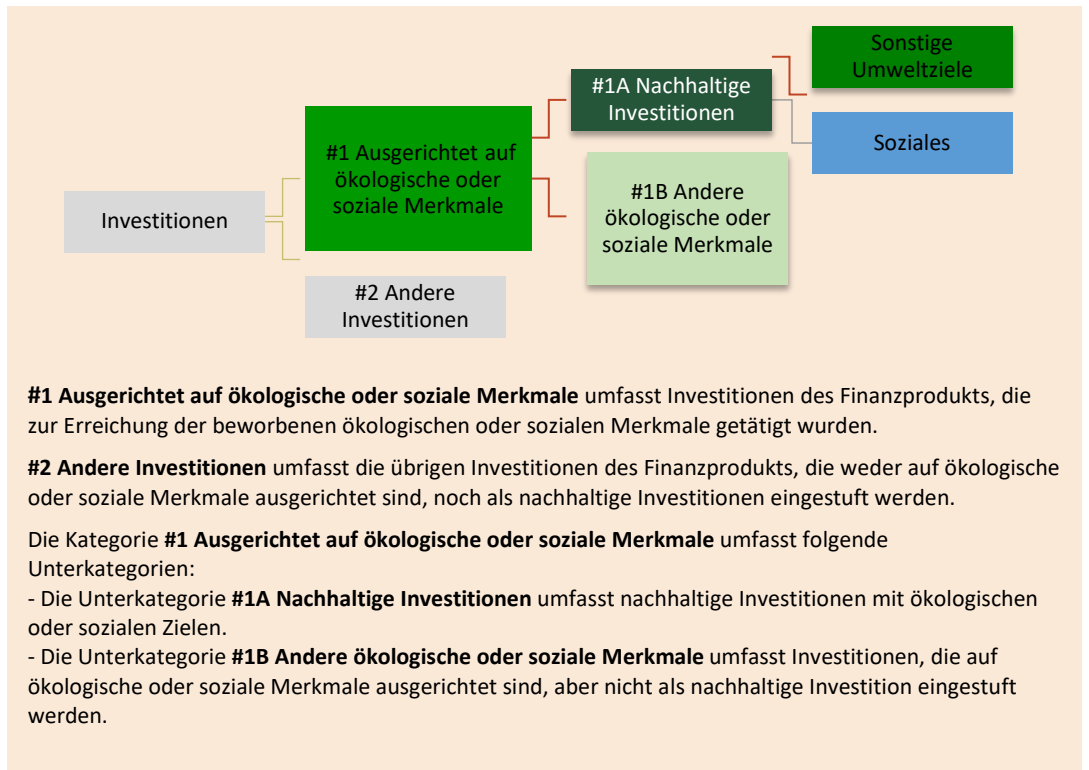 Sonstige
Umweltziele
#1A Nachhaltige
Investitionen
Soziales
#1 Ausgerichtet auf
ökologische oder
soziale Merkmale
#1B Andere
ökologische oder
soziale Merkmale
Investitionen
#2 Andere
Investitionen
#1 Ausgerichtet auf ökologische oder soziale Merkmale umfasst Investitionen des Finanzprodukts, die
zur Erreichung der beworbenen ökologischen oder sozialen Merkmale getätigt wurden.
#2 Andere Investitionen umfasst die übrigen Investitionen des Finanzprodukts, die weder auf ökologische
oder soziale Merkmale ausgerichtet sind, noch als nachhaltige Investitionen eingestuft werden.
Die Kategorie #1 Ausgerichtet auf ökologische oder soziale Merkmale umfasst folgende
Unterkategorien:
- Die Unterkategorie #1A Nachhaltige Investitionen umfasst nachhaltige Investitionen mit ökologischen
oder sozialen Zielen.
- Die Unterkategorie #1B Andere ökologische oder soziale Merkmale umfasst Investitionen, die auf
ökologische oder soziale Merkmale ausgerichtet sind, aber nicht als nachhaltige Investition eingestuft
werden.